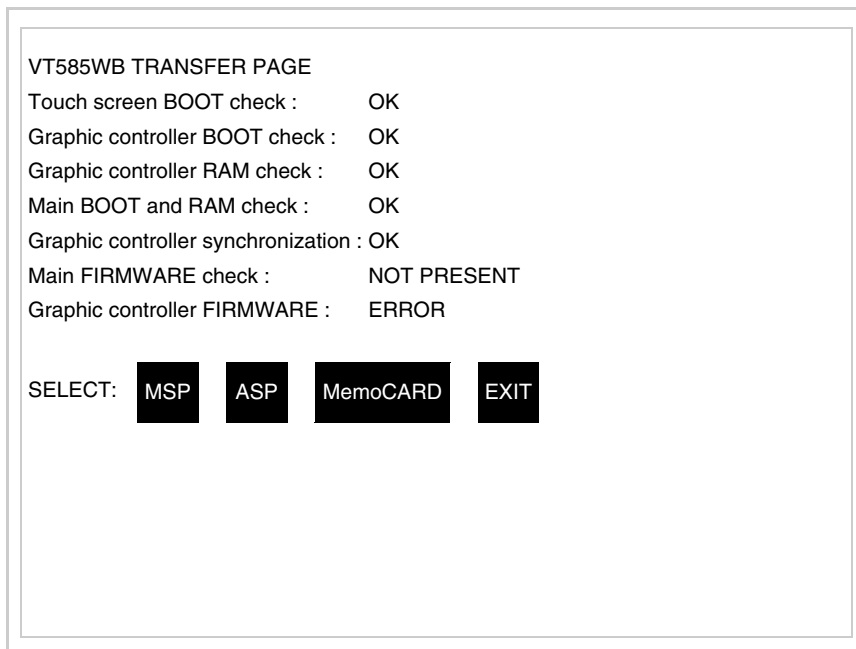 VT585WB TRANSFER PAGE
Touch screen BOOT check : OK
Graphic controller BOOT check : OK
Graphic controller RAM check : OK
Main BOOT and RAM check : OK
Graphic controller synchronization : OK
Main FIRMWARE check : NOT PRESENT
Graphic controller FIRMWARE : ERROR
SELECT: MSP ASP MemoCARD EXIT